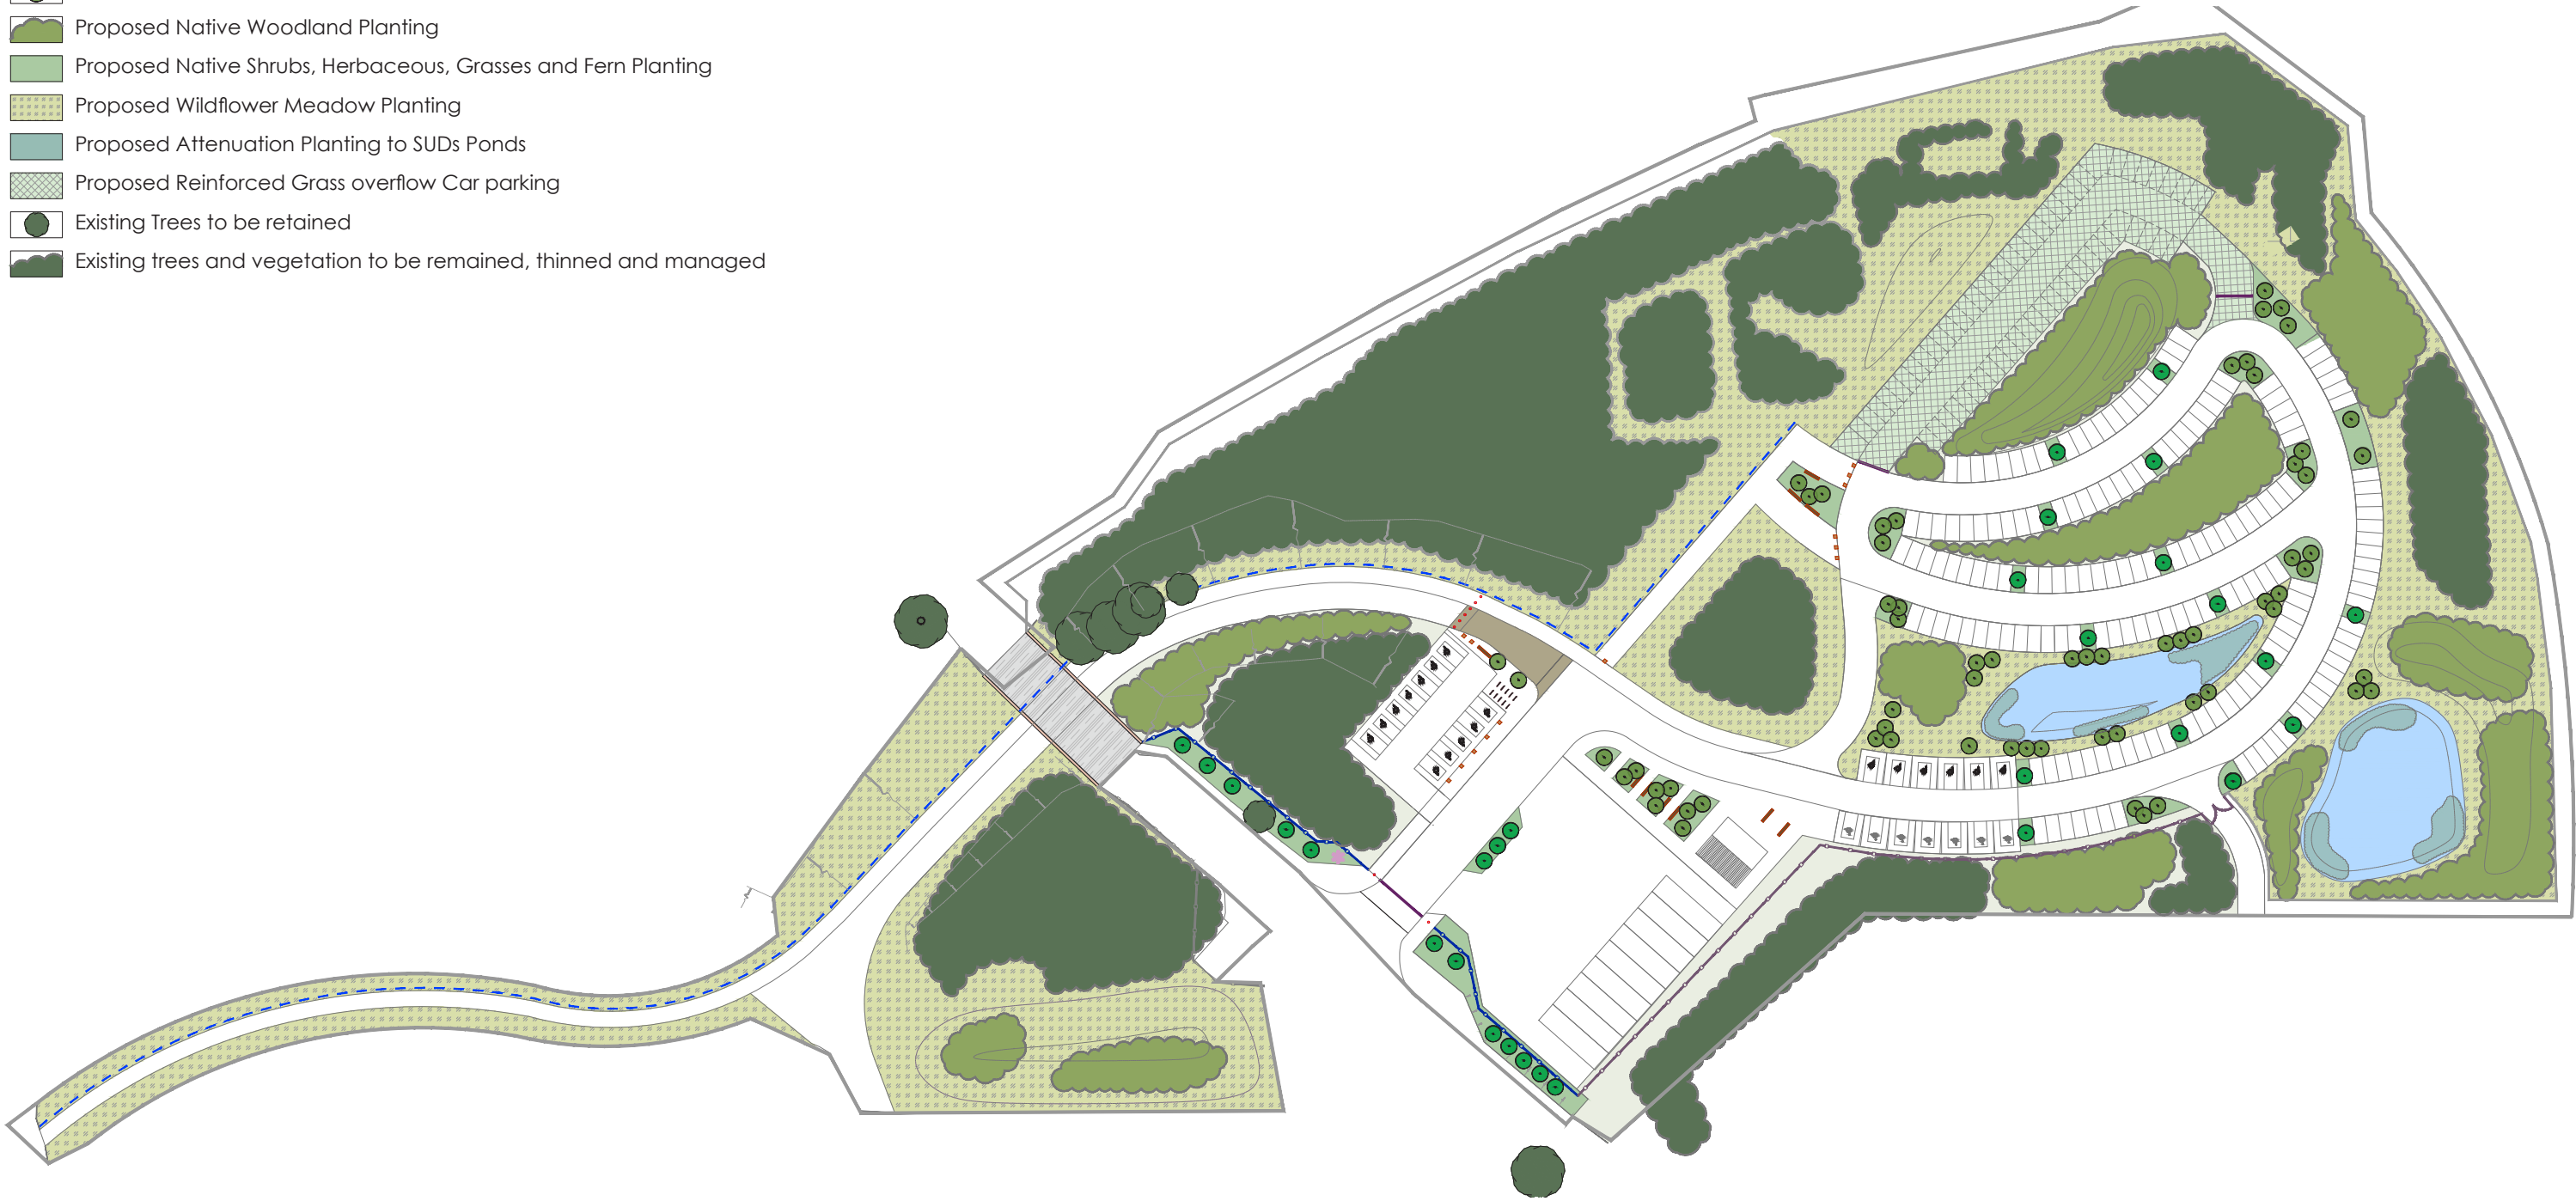 Proposed Native Woodland Planting
Proposed Native Shrubs, Herbaceous, Grasses and Fern Planting
Proposed Wildflower Meadow Planting
Proposed Attenuation Planting to SUDs Ponds
Proposed Reinforced Grass overflow Car parking
Existing Trees to be retained
Existing trees and vegetation to be remained, thinned and managed